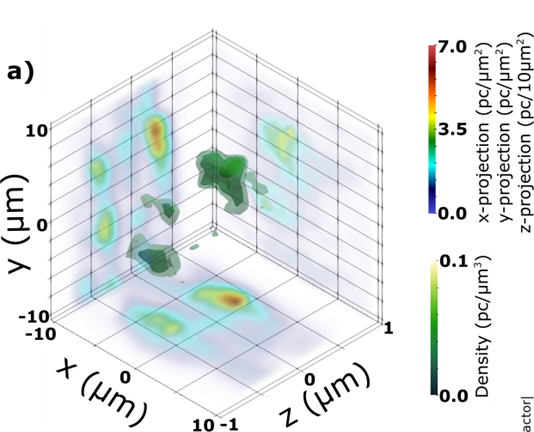 a)
10
0
-10
y (μm)
-10
0
10
x (μm)
-1
0
1
z (μm)
7.0
3.5
0.0
x-projection (pc/μm²)
y-projection (pc/μm²)
z-projection (pc/10μm²)
0.1
0.0
Density (pc/μm³)
actor|